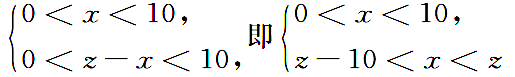 {0 < x < 10, 即 {0 < x < 10,
0 < z − x < 10, z − 10 < x < z